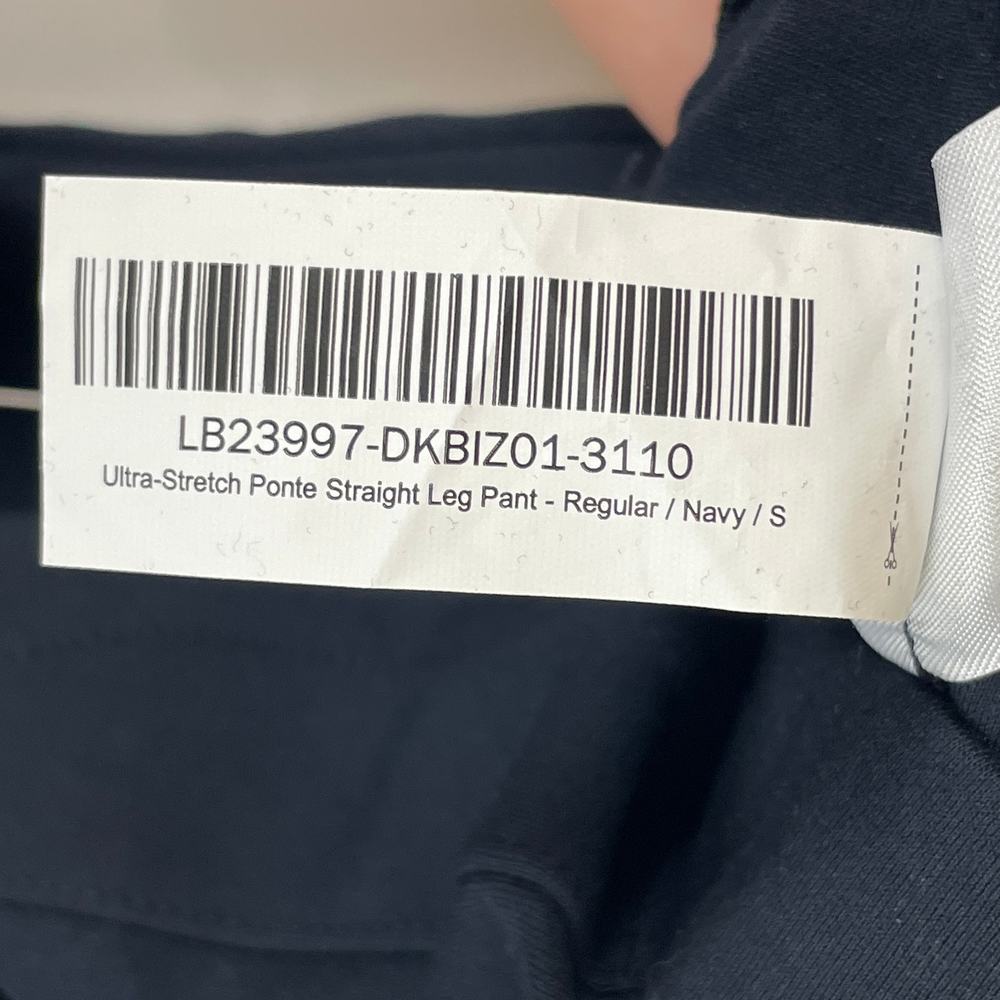 LB23997-DKBIZ01-3110
Ultra-Stretch Ponte Straight Leg Pant - Regular / Navy / S